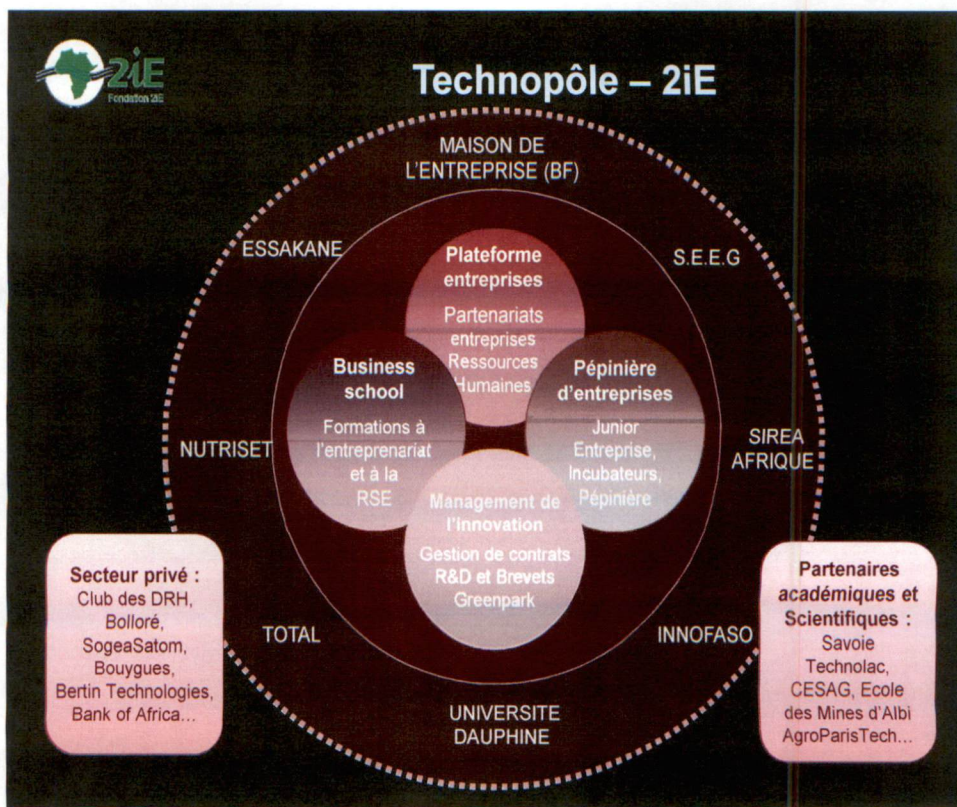 2iE
Fondation 2iE
Technopôle – 2iE
MAISON DE
L'ENTREPRISE (BF)
ESSAKANE
S.E.E.G
Plateforme
entreprises
Partenariats
entreprises
Ressources
Humaines
Business
school
Formations à
l'entreprenariat
et à la
RSE
Pépinière
d'entreprises
Junior
Entreprise,
Incubateurs,
Pépinière
NUTRISET
SIREA
AFRIQUE
Management de
l'innovation
Gestion de contrats
R&D et Brevets
Greenpark
Secteur privé :
Club des DRH,
Bolloré,
SogeaSatom,
Bouygues,
Bertin Technologies,
Bank of Africa...
TOTAL
INNOFASO
UNIVERSITE
DAUPHINE
Partenaires
académiques et
Scientifiques :
Savoie
Technolac,
CESAG, Ecole
des Mines d'Albi
AgroParisTech...